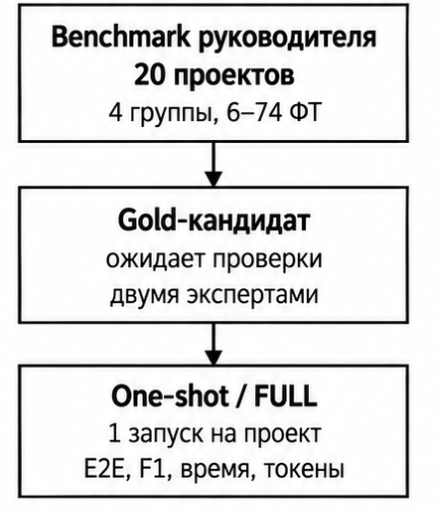 Benchmark руководителя
20 проектов
4 группы, 6–74 ФТ
Gold-кандидат
ожидает проверки
двумя экспертами
One-shot / FULL
1 запуск на проект
E2E, F1, время, токены